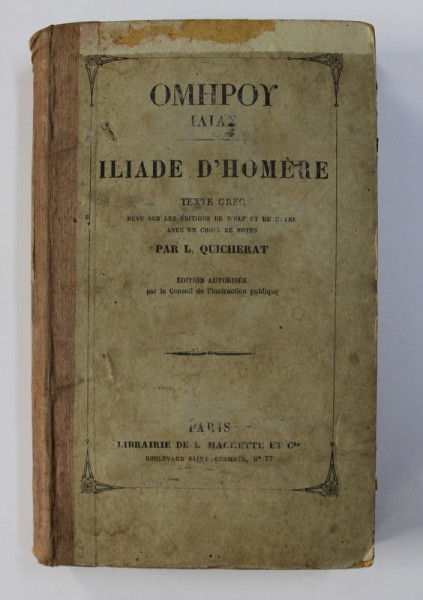 ΟΜΗΡΟΥ
ΙΛΙΑΣ
ILIADE D'HOMÈRE
TEXTE GREC
REVU SUR LES ÉDITIONS DE WOLF ET DE HEYNE
AVEC UN CHOIX DE NOTES
PAR L. QUICHERAT
ÉDITION AUTORISÉE
par le Conseil de l'instruction publique
PARIS
LIBRAIRIE DE L. HACHETTE ET Cie
BOULEVARD SAINT-GERMAIN, N° 77